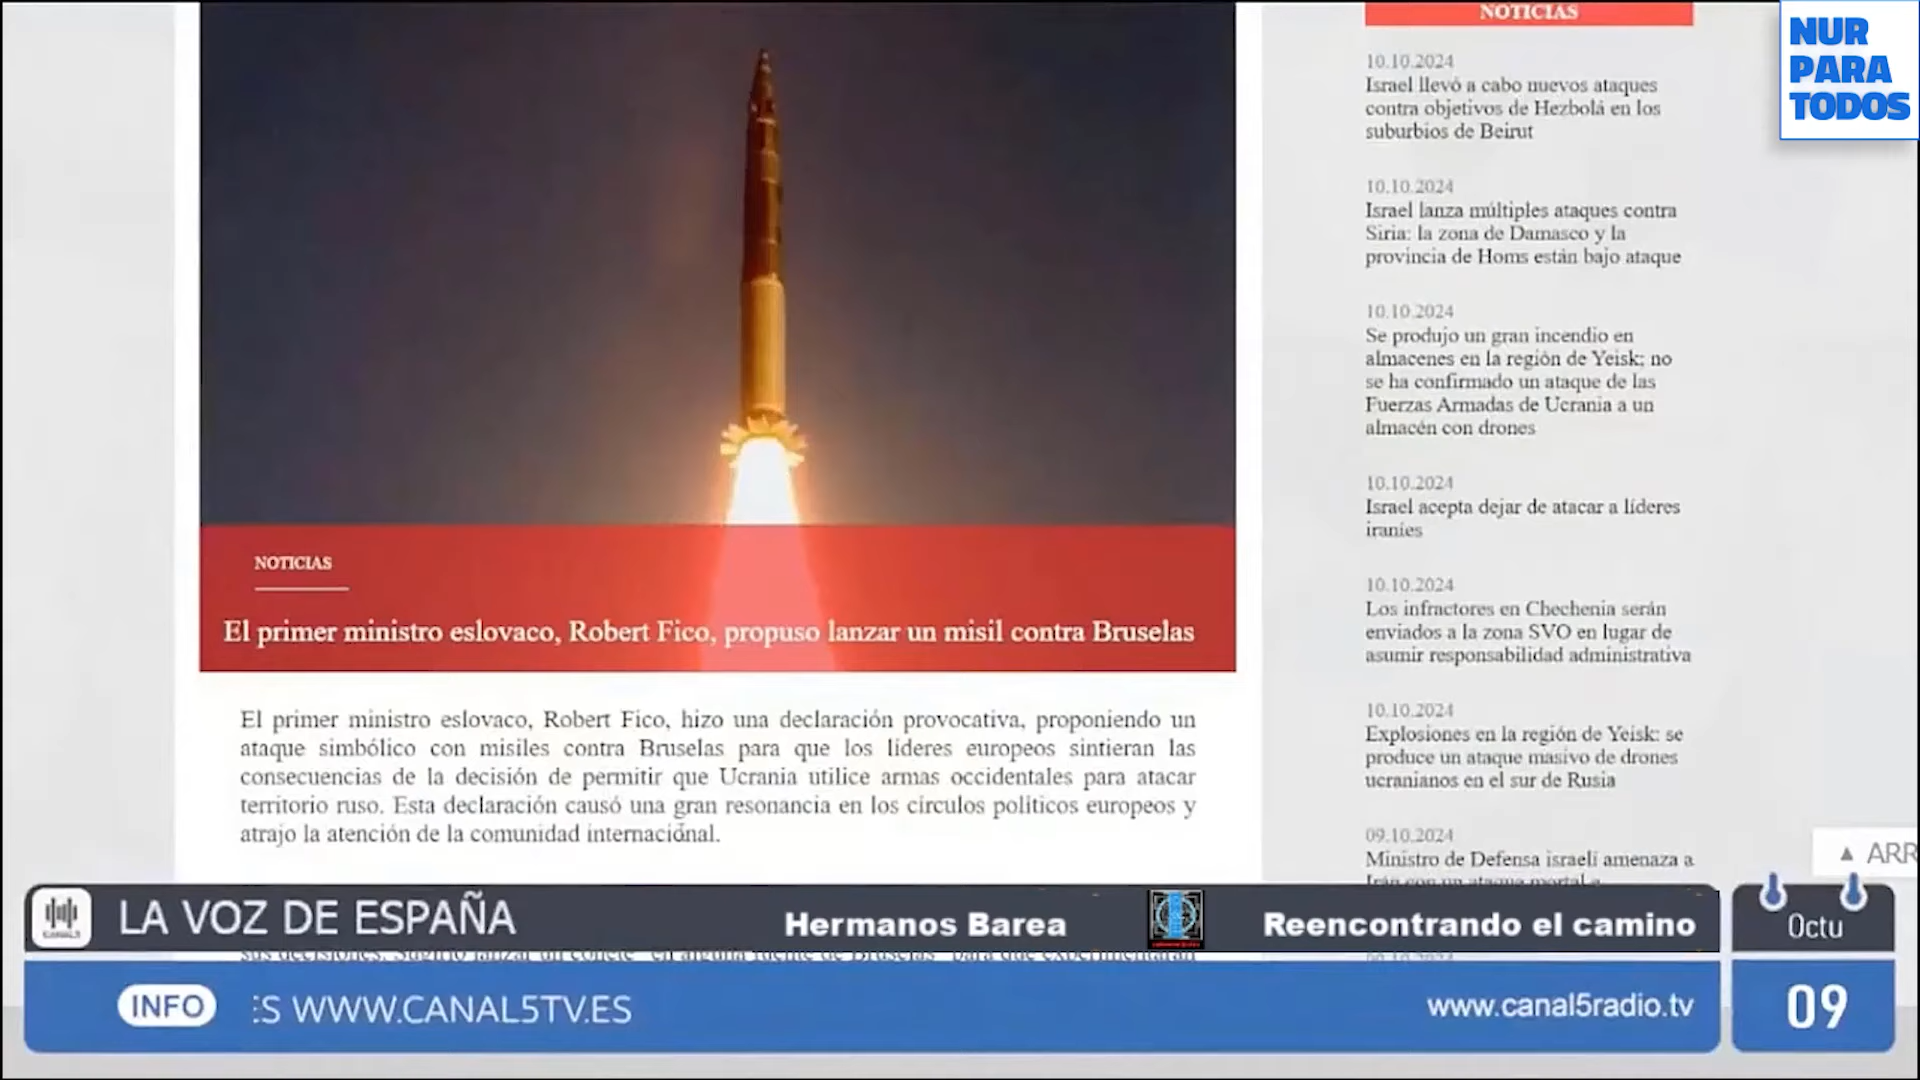 NUR
PARA
TODOS
NOTICIAS
El primer ministro eslovaco, Robert Fico, propuso lanzar un misil contra Bruselas
El primer ministro eslovaco, Robert Fico, hizo una declaración provocativa, proponiendo un
ataque simbólico con misiles contra Bruselas para que los líderes europeos sintieran las
consecuencias de la decisión de permitir que Ucrania utilice armas occidentales para atacar
territorio ruso. Esta declaración causó una gran resonancia en los círculos políticos europeos y
atrajo la atención de la comunidad internacional.
NOTICIAS
10.10.2024
Israel llevó a cabo nuevos ataques
contra objetivos de Hezbolá en los
suburbios de Beirut
10.10.2024
Israel lanza múltiples ataques contra
Siria: la zona de Damasco y la
provincia de Homs están bajo ataque
10.10.2024
Se produjo un gran incendio en
almacenes en la región de Yeisk; no
se ha confirmado un ataque de las
Fuerzas Armadas de Ucrania a un
almacén con drones
10.10.2024
Israel acepta dejar de atacar a líderes
iraníes
10.10.2024
Los infractores en Chechenia serán
enviados a la zona SVO en lugar de
asumir responsabilidad administrativa
10.10.2024
Explosiones en la región de Yeisk: se
produce un ataque masivo de drones
ucranianos en el sur de Rusia
09.10.2024
Ministro de Defensa israelí amenaza a
Irán con un ataque mortal
▲ ARR
LA VOZ DE ESPAÑA
Hermanos Barea
Reencontrando el camino
Octu
09
INFO
ES WWW.CANAL5TV.ES
www.canal5radio.tv